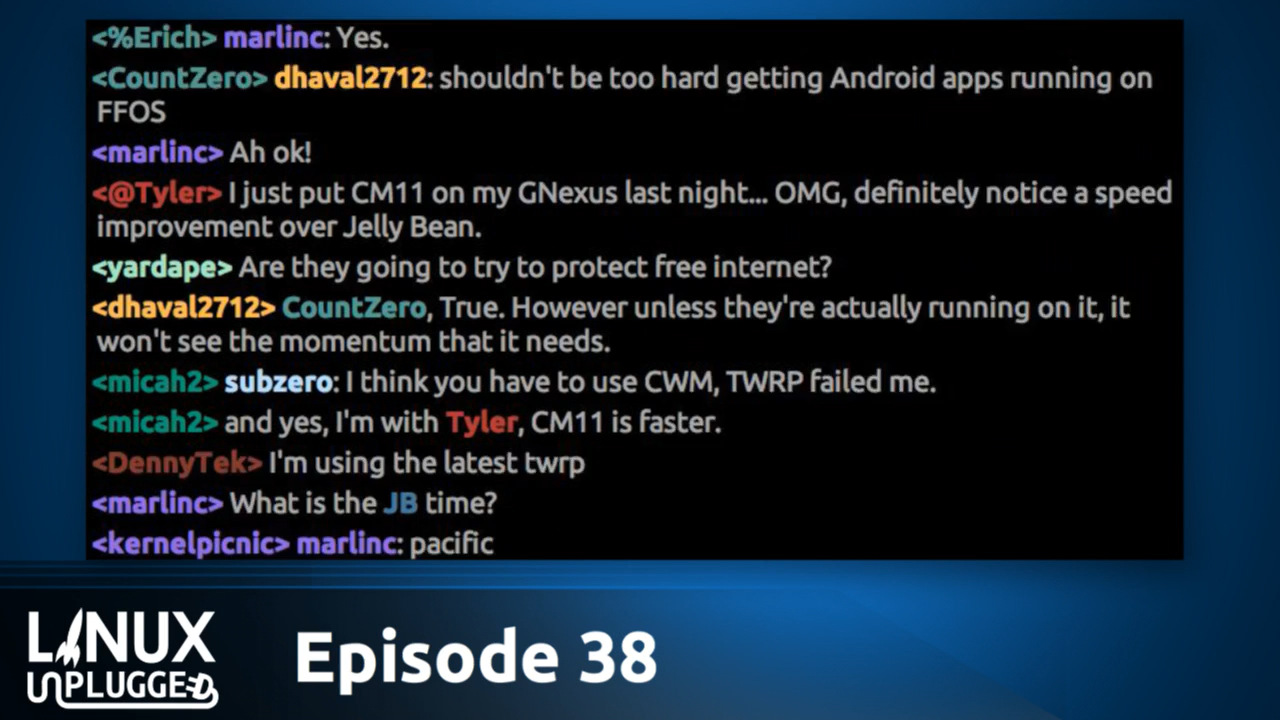 <%Erich> marlinc: Yes.
<CountZero> dhaval2712: shouldn't be too hard getting Android apps running on
FFOS
<marlinc> Ah ok!
<@Tyler> I just put CM11 on my GNexus last night... OMG, definitely notice a speed
improvement over Jelly Bean.
<yardape> Are they going to try to protect free internet?
<dhaval2712> CountZero, True. However unless they're actually running on it, it
won't see the momentum that it needs.
<micah2> subzero: I think you have to use CWM, TWRP failed me.
<micah2> and yes, I'm with Tyler, CM11 is faster.
<DennyTek> I'm using the latest twrp
<marlinc> What is the JB time?
<kernelpicnic> marlinc: pacific
LINUX
UNPLUGGED
Episode 38